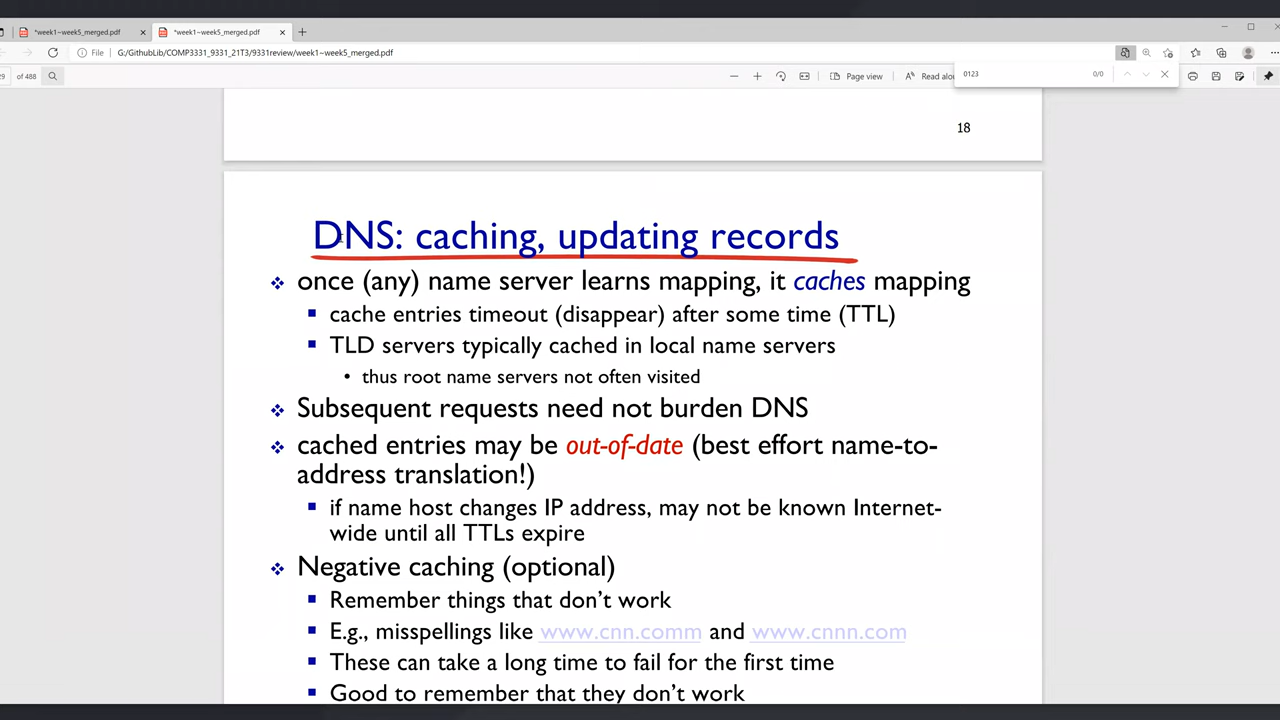 *week1~week5_merged.pdf
*week1~week5_merged.pdf
File G:/GithubLib/COMP3331_9331_21T3/9331review/week1~week5_merged.pdf
of 488
Page view
Read alou
0123
0/0
18
DNS: caching, updating records
once (any) name server learns mapping, it caches mapping
cache entries timeout (disappear) after some time (TTL)
TLD servers typically cached in local name servers
• thus root name servers not often visited
Subsequent requests need not burden DNS
cached entries may be out-of-date (best effort name-to-
address translation!)
if name host changes IP address, may not be known Internet-
wide until all TTLs expire
Negative caching (optional)
Remember things that don't work
E.g., misspellings like www.cnn.comm and www.cnnn.com
These can take a long time to fail for the first time
Good to remember that they don't work